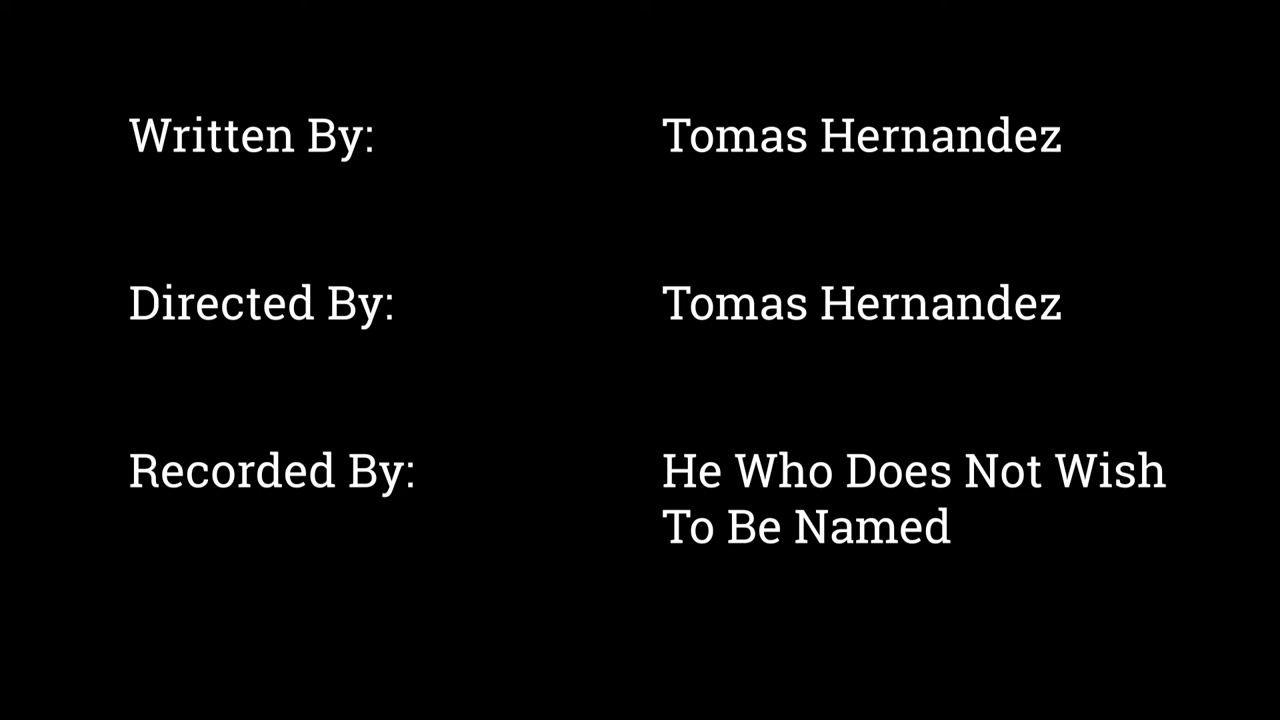 Written By: Tomas Hernandez
Directed By: Tomas Hernandez
Recorded By: He Who Does Not Wish
To Be Named